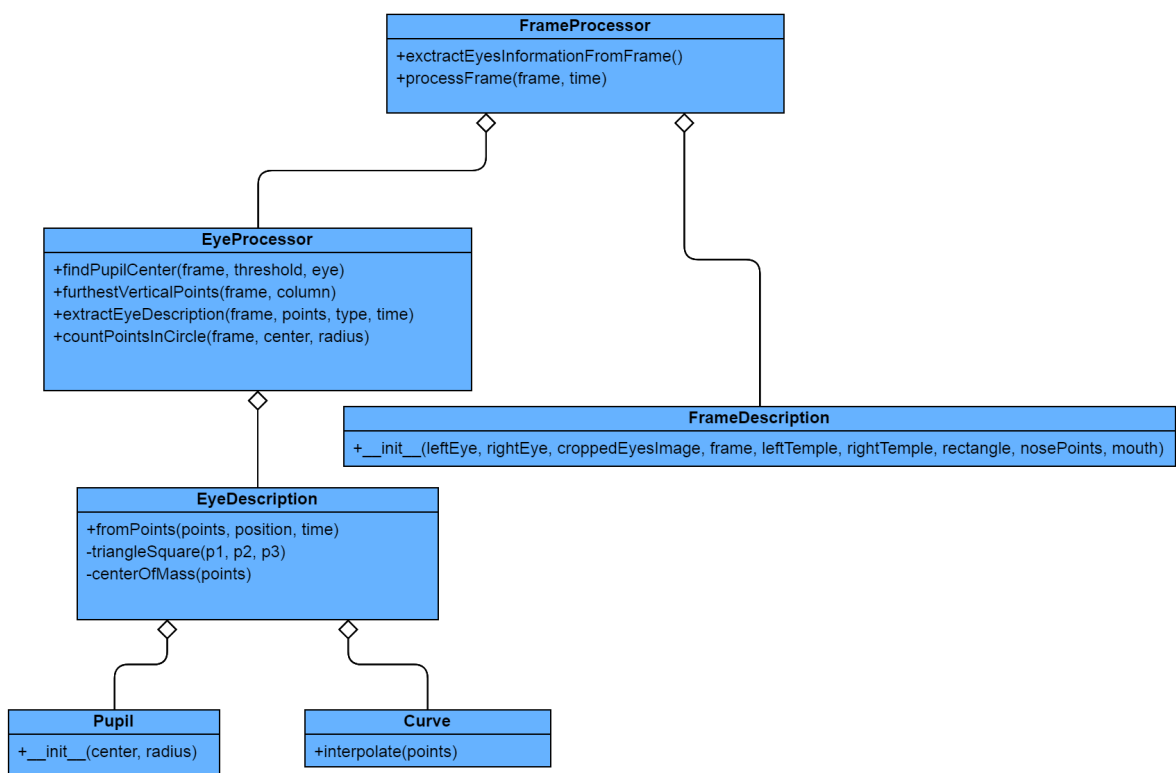 FrameProcessor
+exctractEyesInformationFromFrame()
+processFrame(frame, time)
EyeProcessor
+findPupilCenter(frame, threshold, eye)
+furthestVerticalPoints(frame, column)
+extractEyeDescription(frame, points, type, time)
+countPointsInCircle(frame, center, radius)
FrameDescription
+__init__(leftEye, rightEye, croppedEyesImage, frame, leftTemple, rightTemple, rectangle, nosePoints, mouth)
EyeDescription
+fromPoints(points, position, time)
-triangleSquare(p1, p2, p3)
-centerOfMass(points)
Pupil
+__init__(center, radius)
Curve
+interpolate(points)